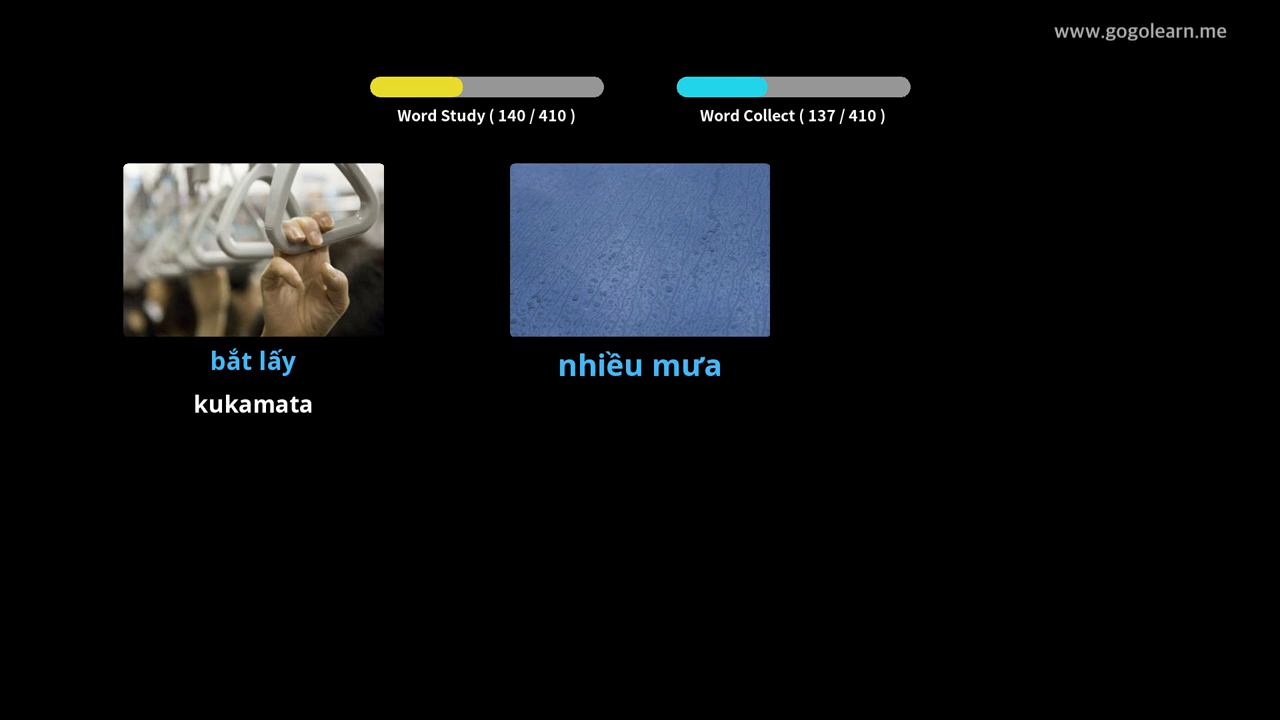 www.gogolearn.me
Word Study ( 140 / 410 )
Word Collect ( 137 / 410 )
bắt lấy
kukamata
nhiều mưa